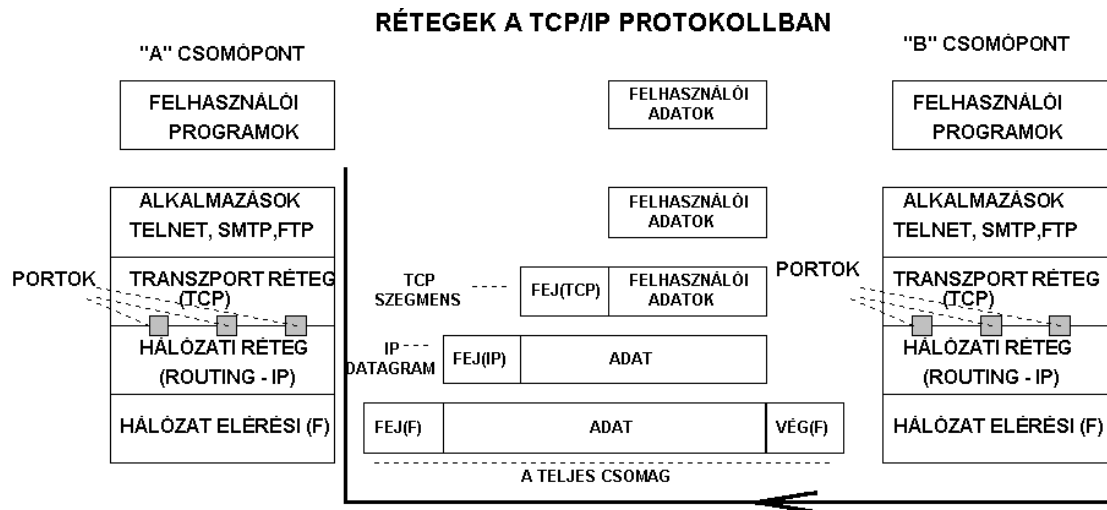 RÉTEGEK A TCP/IP PROTOKOLLBAN
"A" CSOMÓPONT
"B" CSOMÓPONT
FELHASZNÁLÓI
PROGRAMOK
FELHASZNÁLÓI
ADATOK
FELHASZNÁLÓI
PROGRAMOK
ALKALMAZÁSOK
TELNET, SMTP,FTP
FELHASZNÁLÓI
ADATOK
ALKALMAZÁSOK
TELNET, SMTP,FTP
PORTOK
TRANSZPORT RÉTEG
(TCP)
TCP
SZEGMENS
FEJ(TCP)
FELHASZNÁLÓI
ADATOK
PORTOK
TRANSZPORT RÉTEG
(TCP)
HÁLÓZATI RÉTEG
(ROUTING - IP)
IP
DATAGRAM
FEJ(IP)
ADAT
HÁLÓZATI RÉTEG
(ROUTING - IP)
HÁLÓZAT ELÉRÉSI (F)
FEJ(F)
ADAT
VÉG(F)
HÁLÓZAT ELÉRÉSI (F)
A TELJES CSOMAG